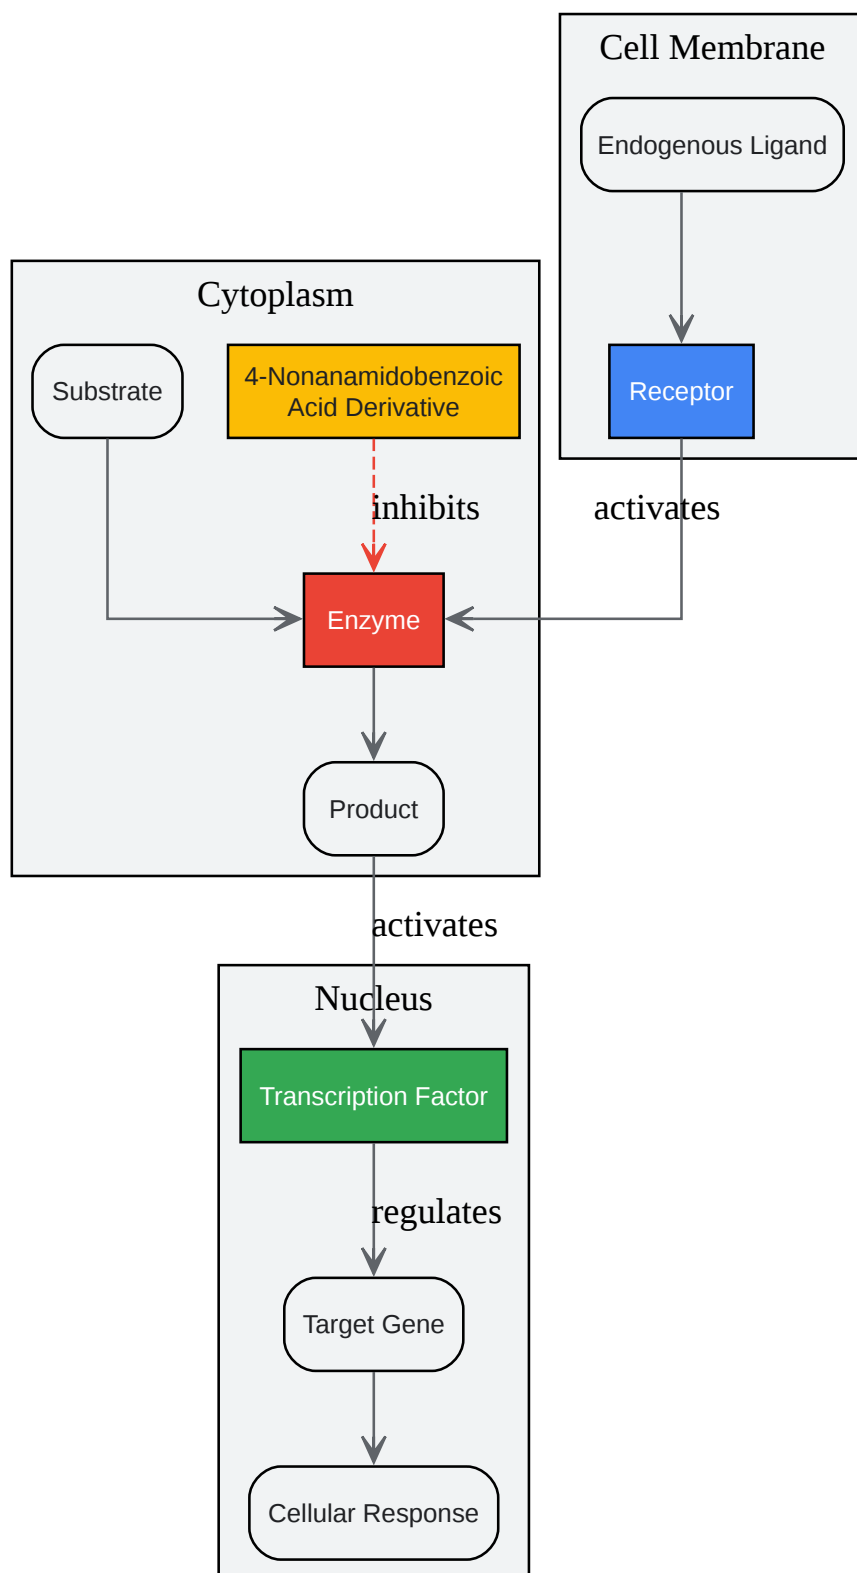 Cell Membrane
Endogenous Ligand
Cytoplasm
Substrate
4-Nonanamidobenzoic
Acid Derivative
Receptor
inhibits
activates
Enzyme
Product
activates
Nucleus
Transcription Factor
regulates
Target Gene
Cellular Response